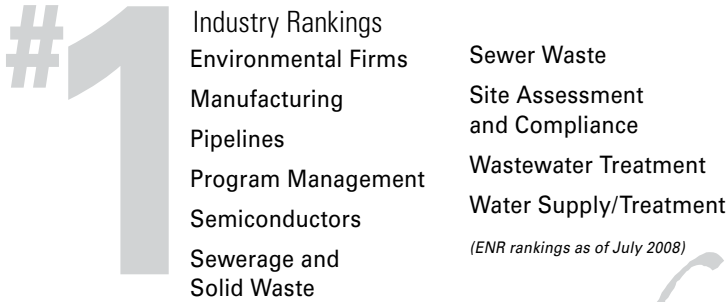 #1
Industry Rankings
Environmental Firms
Manufacturing
Pipelines
Program Management
Semiconductors
Sewerage and
Solid Waste
Sewer Waste
Site Assessment
and Compliance
Wastewater Treatment
Water Supply/Treatment
(ENR rankings as of July 2008)